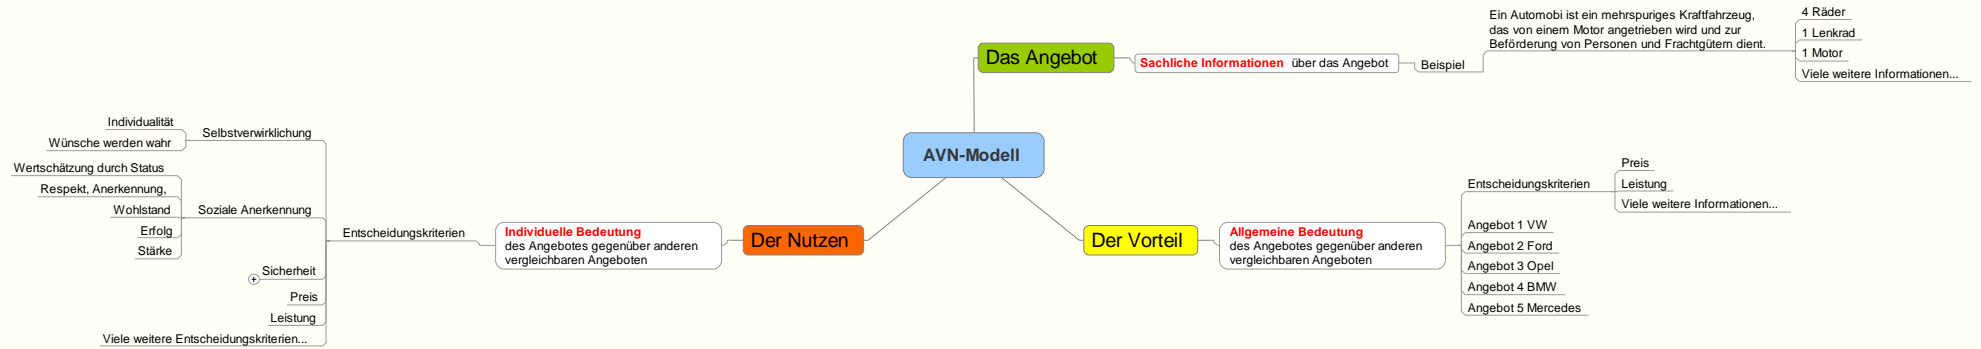 AVN-Modell
Das Angebot
Sachliche Informationen über das Angebot
Beispiel
Ein Automobi ist ein mehrspuriges Kraftfahrzeug,
das von einem Motor angetrieben wird und zur
Beförderung von Personen und Frachtgütern dient.
4 Räder
1 Lenkrad
1 Motor
Viele weitere Informationen...
Der Vorteil
Allgemeine Bedeutung
des Angebotes gegenüber anderen
vergleichbaren Angeboten
Entscheidungskriterien
Preis
Leistung
Viele weitere Informationen...
Angebot 1 VW
Angebot 2 Ford
Angebot 3 Opel
Angebot 4 BMW
Angebot 5 Mercedes
Der Nutzen
Individuelle Bedeutung
des Angebotes gegenüber anderen
vergleichbaren Angeboten
Entscheidungskriterien
Selbstverwirklichung
Individualität
Wünsche werden wahr
Soziale Anerkennung
Wertschätzung durch Status
Respekt, Anerkennung,
Wohlstand
Erfolg
Stärke
Sicherheit
Preis
Leistung
Viele weitere Entscheidungskriterien...